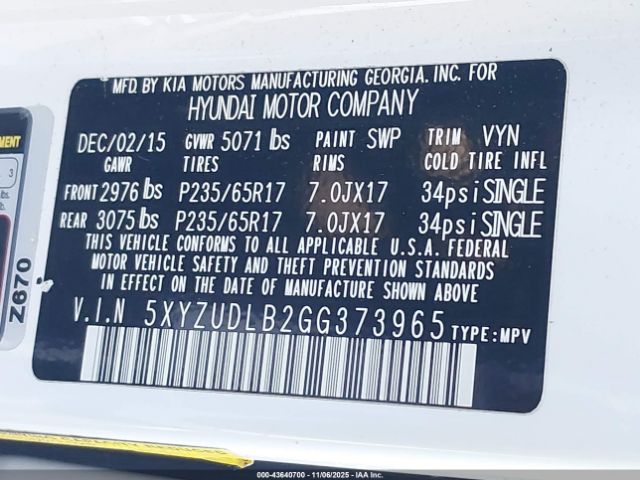 MFD. BY KIA MOTORS MANUFACTURING GEORGIA. INC. FOR
HYUNDAI MOTOR COMPANY
DEC/02/15 GVWR 5071 lbs PAINT SWP TRIM VYN
GAWR TIRES RIMS COLD TIRE INFL
FRONT 2976 lbs P235/65R17 7.0JX17 34psi SINGLE
REAR 3075 lbs P235/65R17 7.0JX17 34psi SINGLE
THIS VEHICLE CONFORMS TO ALL APPLICABLE U.S.A. FEDERAL
MOTOR VEHICLE SAFETY AND THEFT PREVENTION STANDARDS
IN EFFECT ON THE DATE OF MANUFACTURE SHOWN ABOVE
V.I.N 5XYZUDLB2GG373965 TYPE:MPV
3
Z670
CAPACITY REDUCED
000-43640700 - 11/06/2025 - IAA Corp.